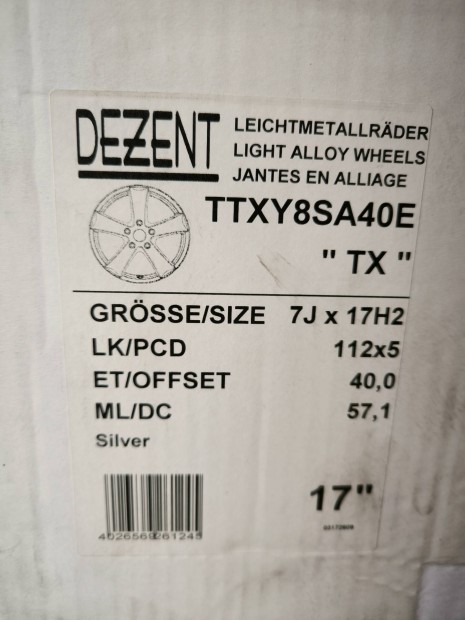 DEZENT
LEICHTMETALLRÄDER
LIGHT ALLOY WHEELS
JANTES EN ALLIAGE
TTXY8SA40E
" TX "
GRÖSSE/SIZE 7J x 17H2
LK/PCD 112x5
ET/OFFSET 40,0
ML/DC 57,1
Silver
17"